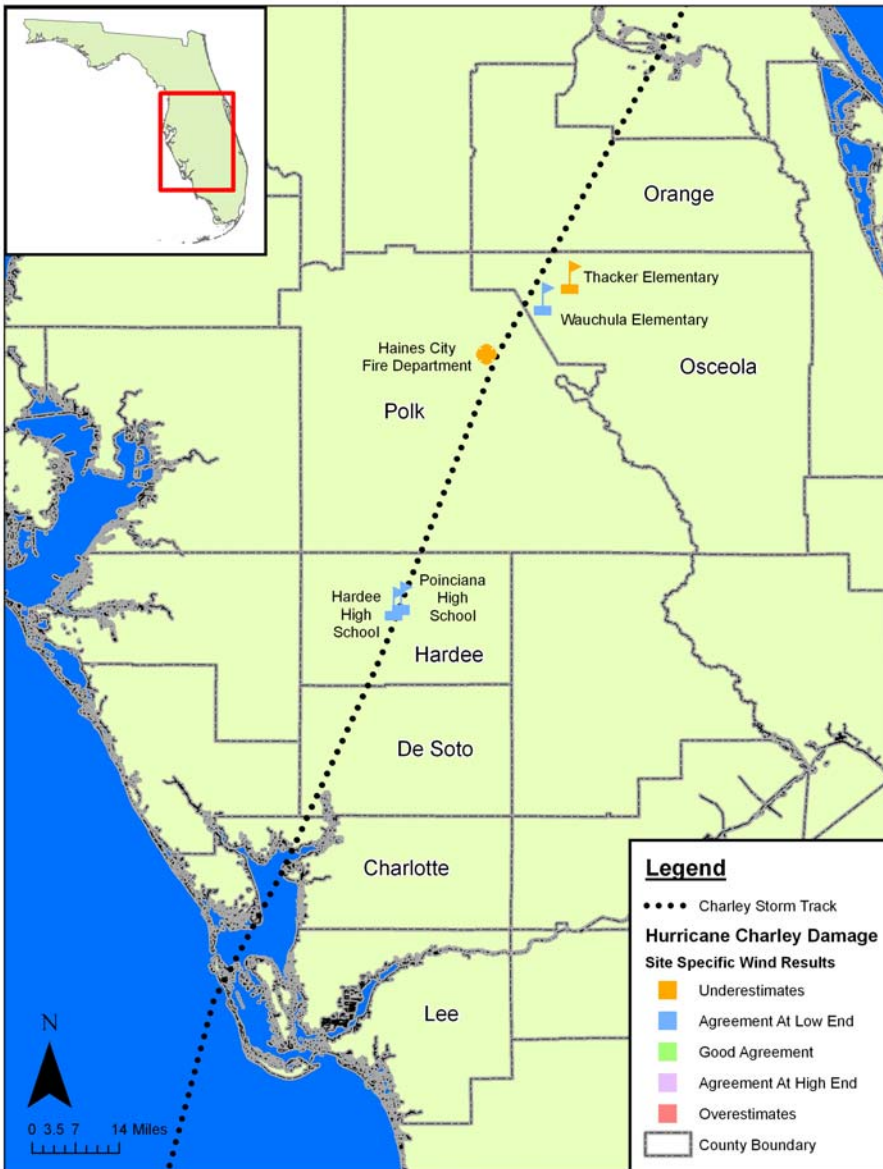 Orange
Thacker Elementary
Wauchula Elementary
Haines City
Fire Department
Osceola
Polk
Hardee
High
School
Poinciana
High
School
Hardee
De Soto
Charlotte
Lee
N
0 3.5 7 14 Miles
Legend
Charley Storm Track
Hurricane Charley Damage
Site Specific Wind Results
Underestimates
Agreement At Low End
Good Agreement
Agreement At High End
Overestimates
County Boundary